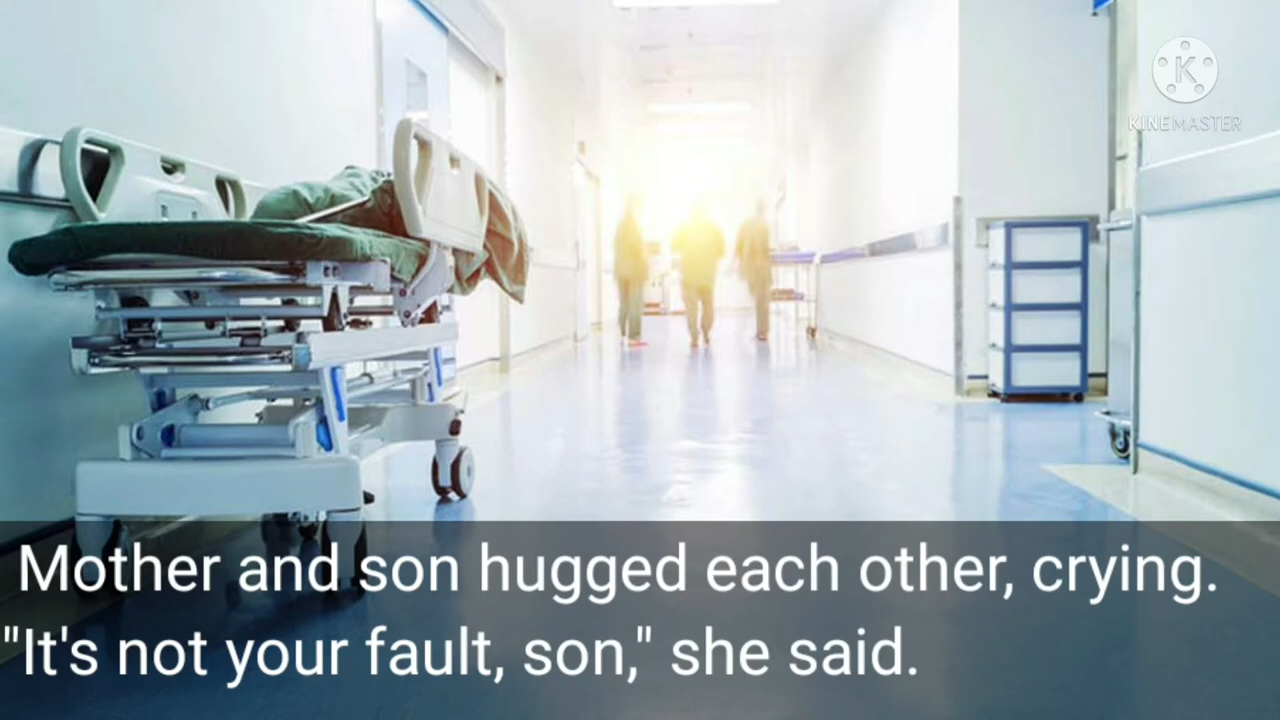 KINEMASTER
Mother and son hugged each other, crying.
"It's not your fault, son," she said.